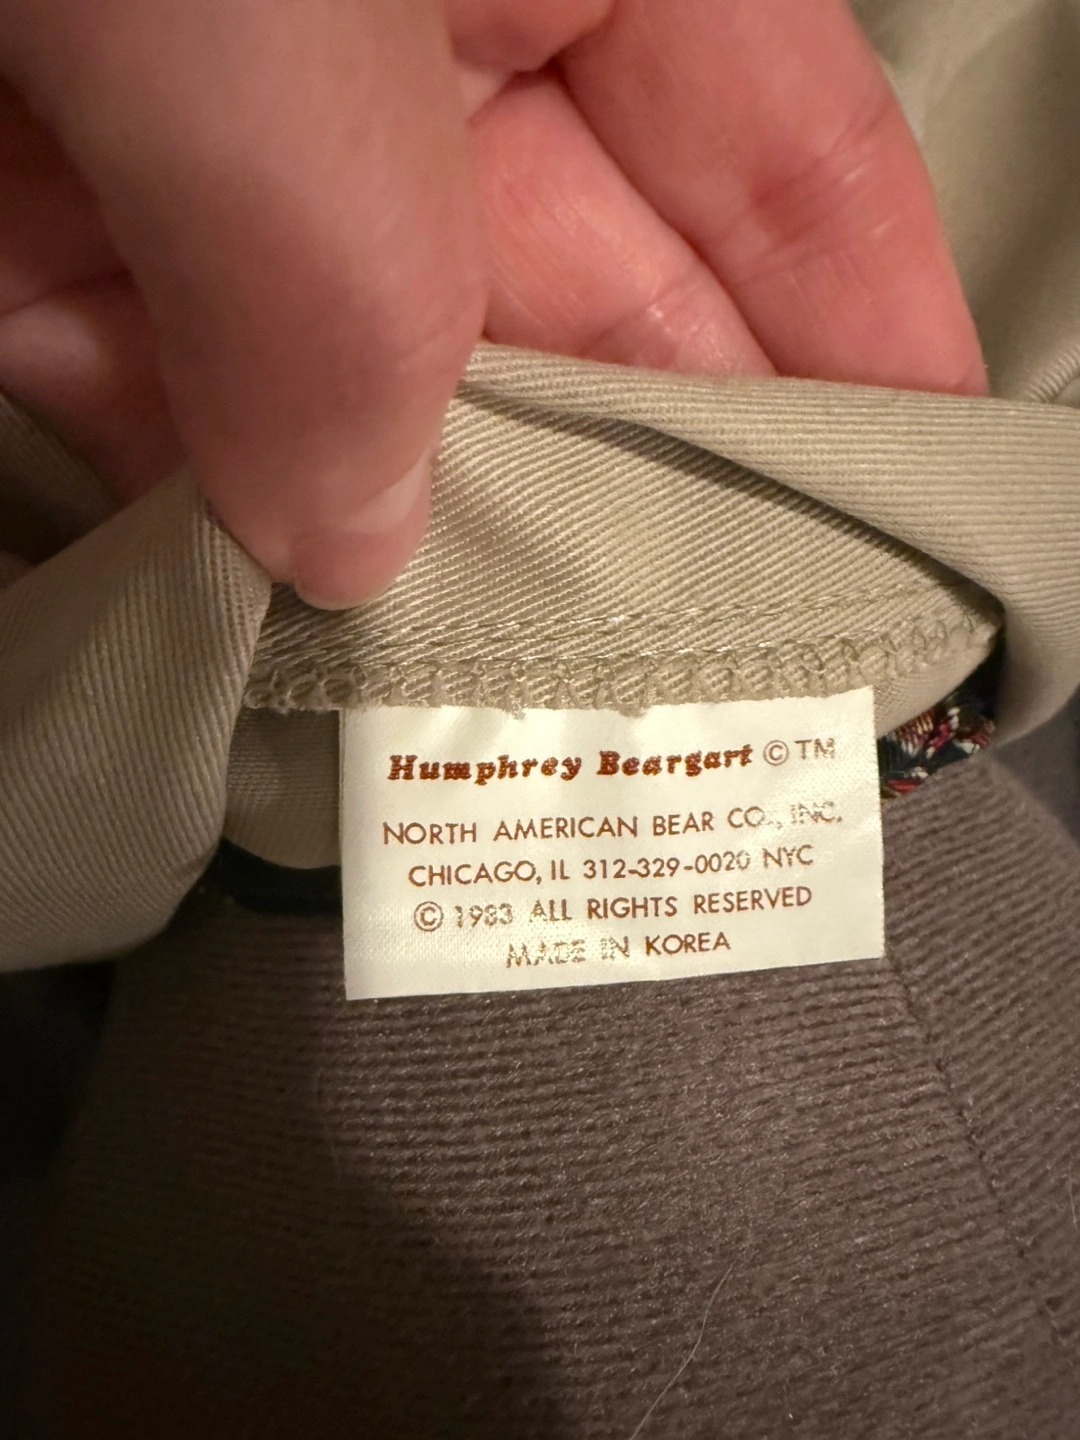 Humphrey Beargart © TM
NORTH AMERICAN BEAR CO., INC.
CHICAGO, IL 312-329-0020 NYC
© 1983 ALL RIGHTS RESERVED
MADE IN KOREA